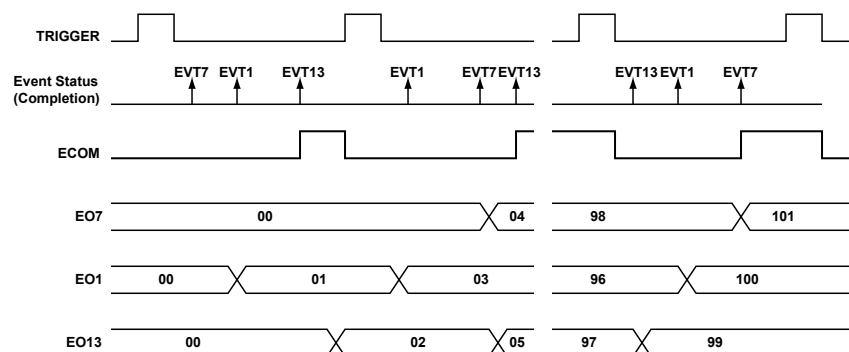 TRIGGER
Event Status
(Completion)
EVT7 EVT1 EVT13 EVT1 EVT7 EVT13 EVT13 EVT1 EVT7
ECOM
EO7 00 04 98 101
EO1 00 01 03 96 100
EO13 00 02 05 97 99